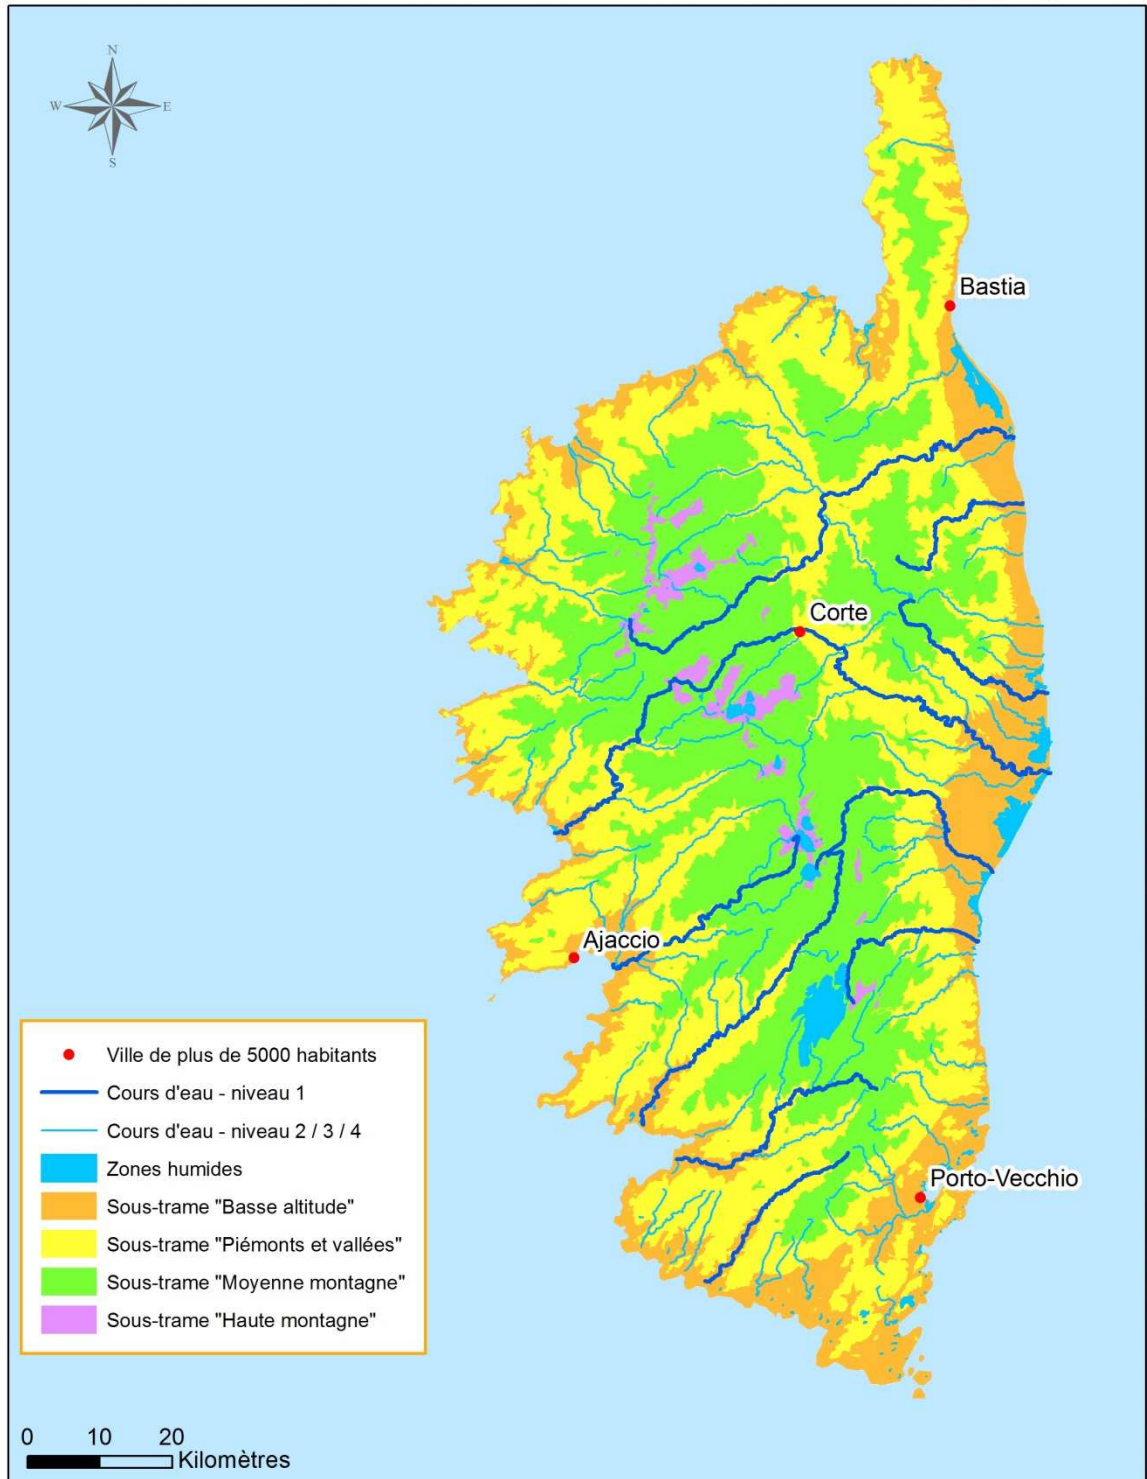 N
W E
S
Bastia
Corte
Ajaccio
Porto-Vecchio
Ville de plus de 5000 habitants
Cours d'eau - niveau 1
Cours d'eau - niveau 2 / 3 / 4
Zones humides
Sous-trame "Basse altitude"
Sous-trame "Piémonts et vallées"
Sous-trame "Moyenne montagne"
Sous-trame "Haute montagne"
0 10 20
Kilomètres